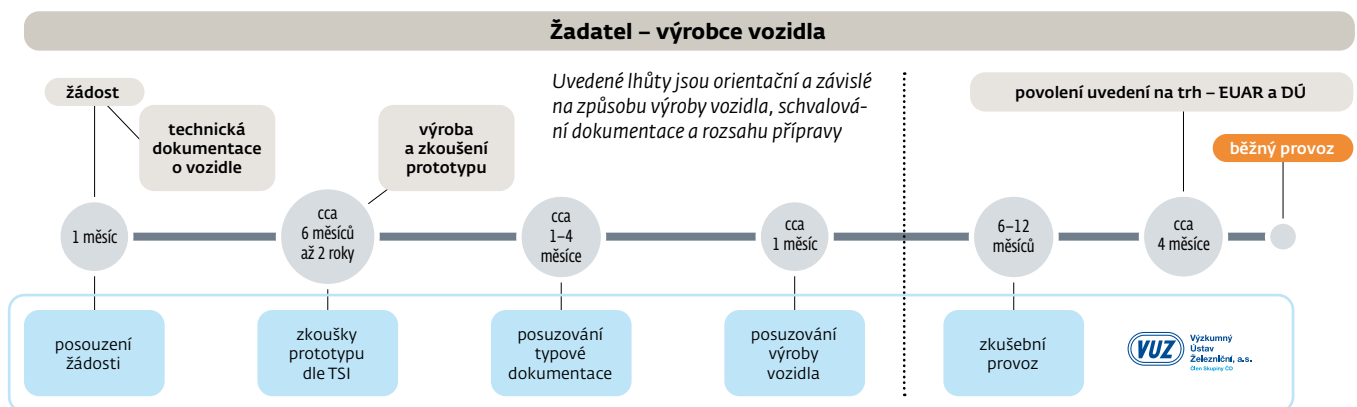 Žadatel – výrobce vozidla
žádost
technická
dokumentace
o vozidle
výroba
a zkoušení
prototypu
Uvedené lhůty jsou orientační a závislé
na způsobu výroby vozidla, schvalová-
ní dokumentace a rozsahu přípravy
povolení uvedení na trh – EUAR a DÚ
běžný provoz
1 měsíc
cca
6 měsíců
až 2 roky
cca
1–4
měsíce
cca
1 měsíc
6–12
měsíců
cca
4 měsíce
posouzení
žádosti
zkoušky
prototypu
dle TSI
posuzování
typové
dokumentace
posuzování
výroby
vozidla
zkušební
provoz
VUZ
Výzkumný
Ústav
Železniční, a.s.
Člen Skupiny ČD